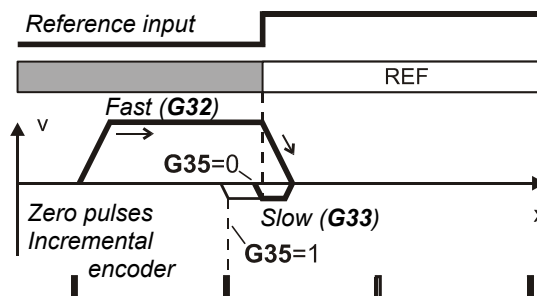 Reference input
REF
Fast (G32)
v
G35=0
x
Zero pulses
Slow (G33)
Incremental
G35=1
encoder